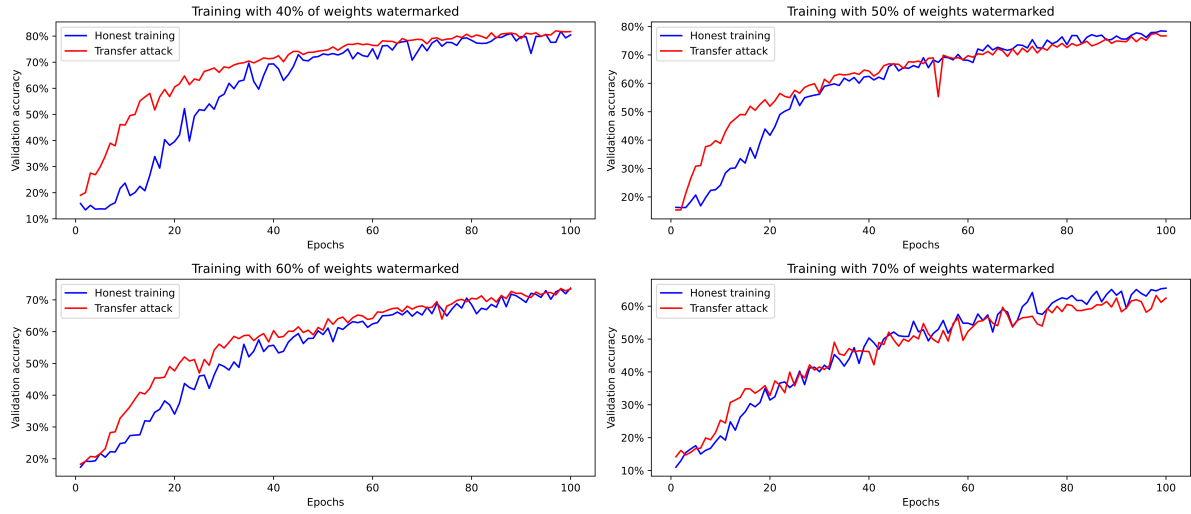 Training with 40% of weights watermarked
Validation accuracy
80%
70%
60%
50%
40%
30%
20%
10%
Honest training
Transfer attack
0
20
40
60
80
100
Epochs
Training with 50% of weights watermarked
Validation accuracy
80%
70%
60%
50%
40%
30%
20%
Honest training
Transfer attack
0
20
40
60
80
100
Epochs
Training with 60% of weights watermarked
Validation accuracy
70%
60%
50%
40%
30%
20%
Honest training
Transfer attack
0
20
40
60
80
100
Epochs
Training with 70% of weights watermarked
Validation accuracy
60%
50%
40%
30%
20%
10%
Honest training
Transfer attack
0
20
40
60
80
100
Epochs